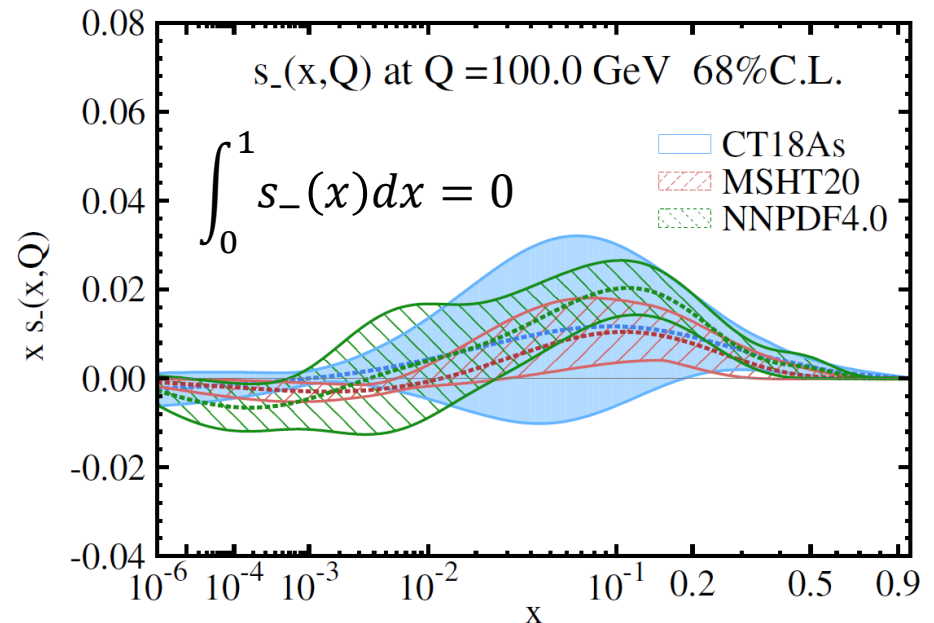 s_(x,Q) at Q =100.0 GeV 68%C.L.
∫₀¹ s₋(x)dx = 0
CT18As
MSHT20
NNPDF4.0
x s_(x,Q)
0.08
0.06
0.04
0.02
0.00
-0.02
-0.04
10⁻⁶ 10⁻⁴ 10⁻³ 10⁻² 10⁻¹ 0.2 0.5 0.9
x